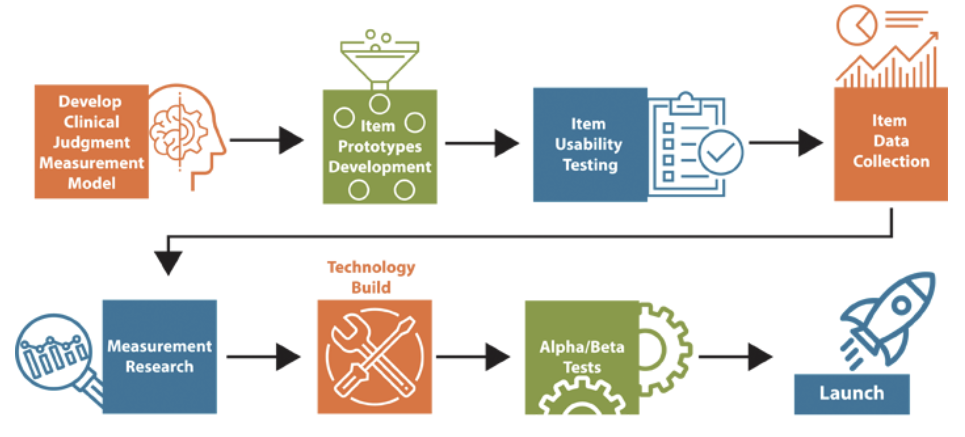 Develop
Clinical
Judgment
Measurement
Model
Item
Prototypes
Development
Item
Usability
Testing
Item
Data
Collection
Measurement
Research
Technology
Build
Alpha/Beta
Tests
Launch